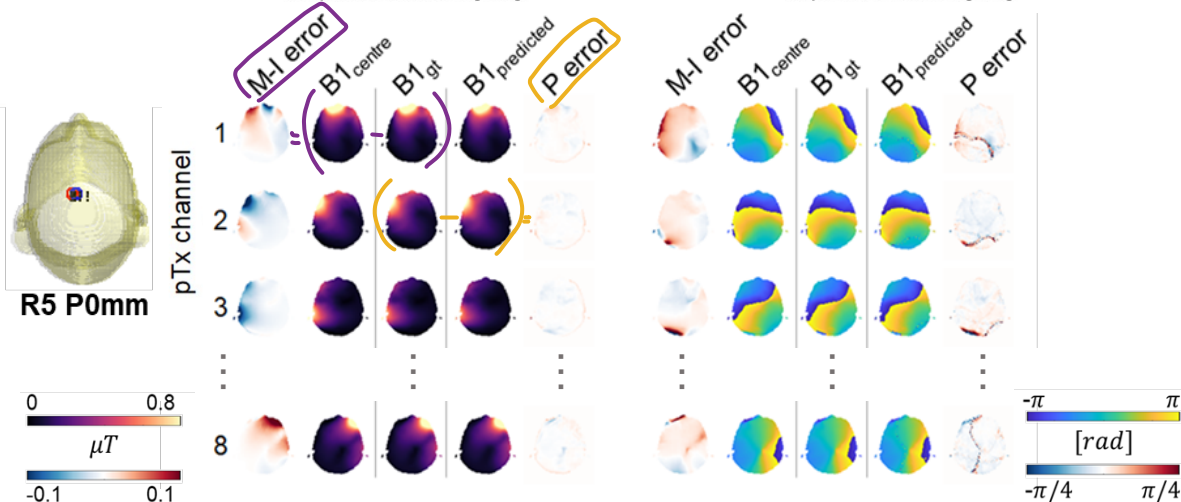 M-I error B1centre B1gt B1predicted P error M-I error B1centre B1gt B1predicted P error
pTx channel
1
2
3
8
R5 P0mm
0 0.8
μT
-0.1 0.1
-π π
[rad]
-π/4 π/4